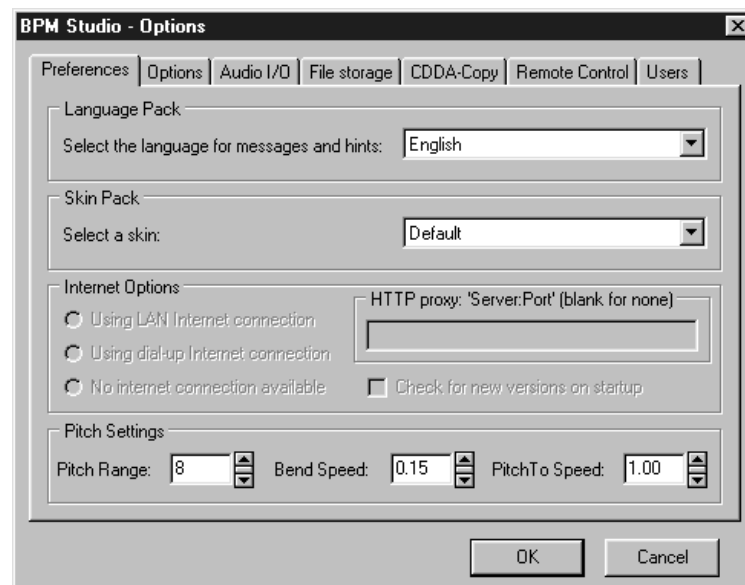 BPM Studio - Options
Preferences Options Audio I/O File storage CDDA-Copy Remote Control Users
Language Pack
Select the language for messages and hints: English
Skin Pack
Select a skin: Default
Internet Options
HTTP proxy: 'Server:Port' (blank for none)
Using LAN Internet connection
Using dial-up Internet connection
No internet connection available Check for new versions on startup
Pitch Settings
Pitch Range: 8 Bend Speed: 0.15 PitchTo Speed: 1.00
OK Cancel